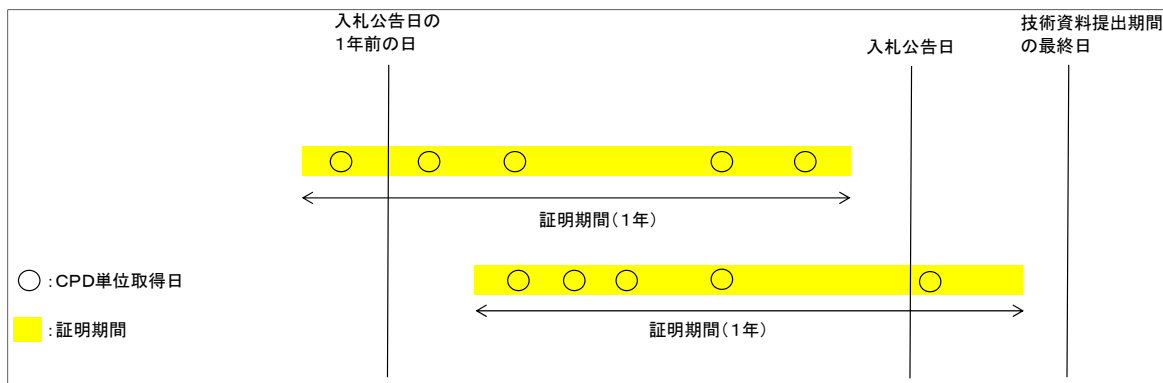 入札公告日の
1年前の日
入札公告日
技術資料提出期間
の最終日
証明期間(1年)
証明期間(1年)
:CPD単位取得日
:証明期間